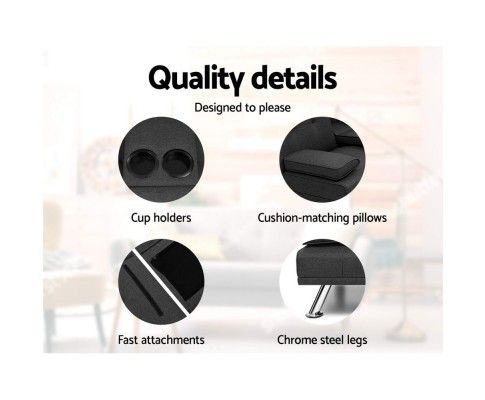 Quality details
Designed to please
Cup holders
Cushion-matching pillows
Fast attachments
Chrome steel legs